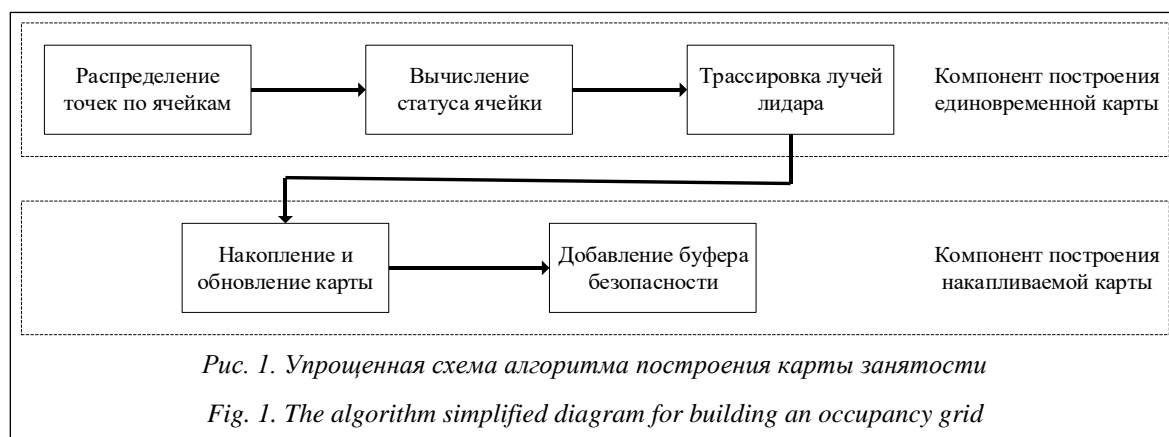 Распределение
точек по ячейкам
Вычисление
статуса ячейки
Трассировка лучей
лидара
Компонент построения
единовременной карты
Накопление и
обновление карты
Добавление буфера
безопасности
Компонент построения
накапливаемой карты
Рис. 1. Упрощенная схема алгоритма построения карты занятости
Fig. 1. The algorithm simplified diagram for building an occupancy grid